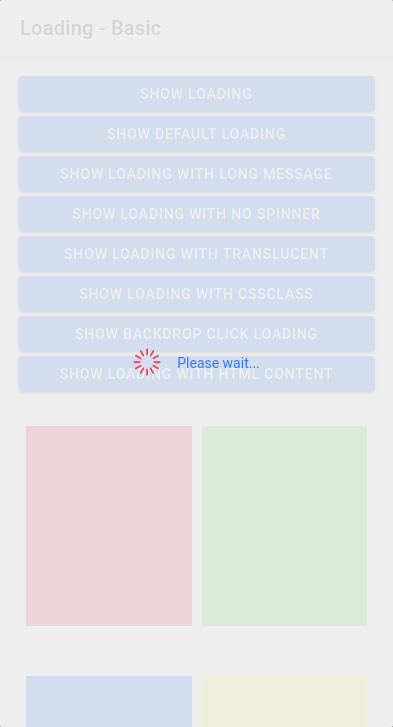 Loading - Basic
SHOW LOADING
SHOW DEFAULT LOADING
SHOW LOADING WITH LONG MESSAGE
SHOW LOADING WITH NO SPINNER
SHOW LOADING WITH TRANSLUCENT
SHOW LOADING WITH CSSCLASS
SHOW BACKDROP CLICK LOADING
Please wait...
SHOW LOADING WITH HTML CONTENT